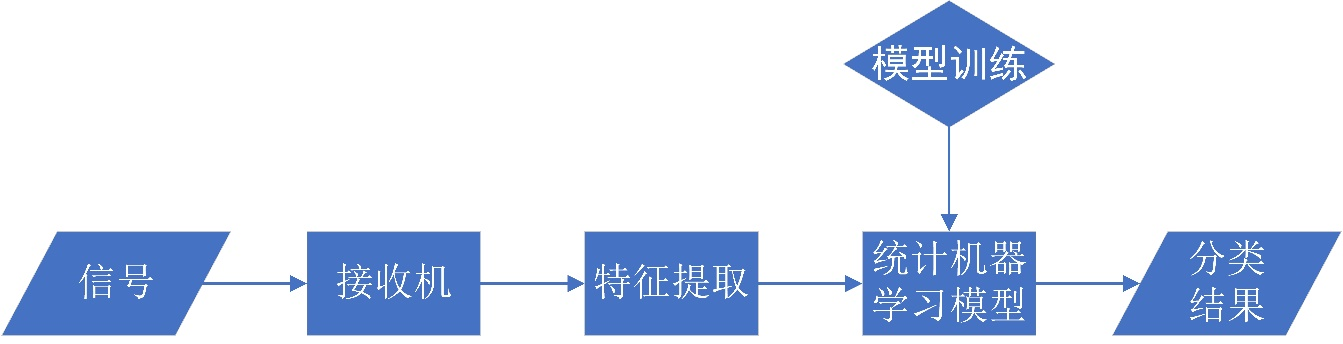 模型训练
信号
接收机
特征提取
统计机器
学习模型
分类
结果